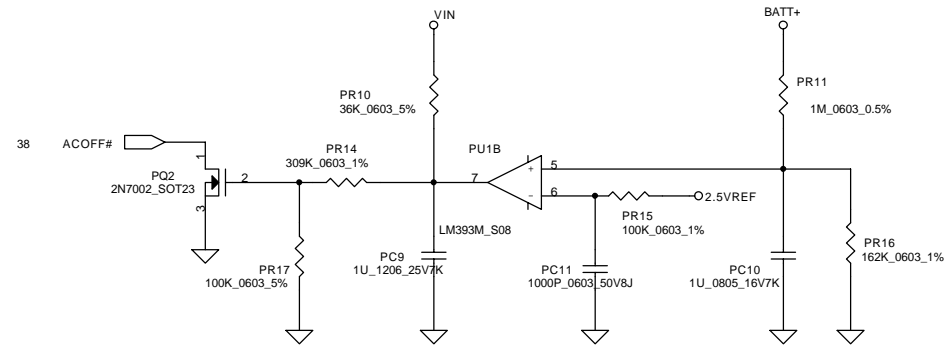 VIN
BATT+
PR10
36K_0603_5%
PR11
1M_0603_0.5%
38 ACOFF#
PR14
309K_0603_1%
PU1B
1
PQ2
2N7002_SOT23
2
3
7
+
5
-
6
2.5VREF
PR15
100K_0603_1%
LM393M_S08
PR17
100K_0603_5%
PC9
1U_1206_25V7K
PC11
1000P_0603_50V8J
PC10
1U_0805_16V7K
PR16
162K_0603_1%